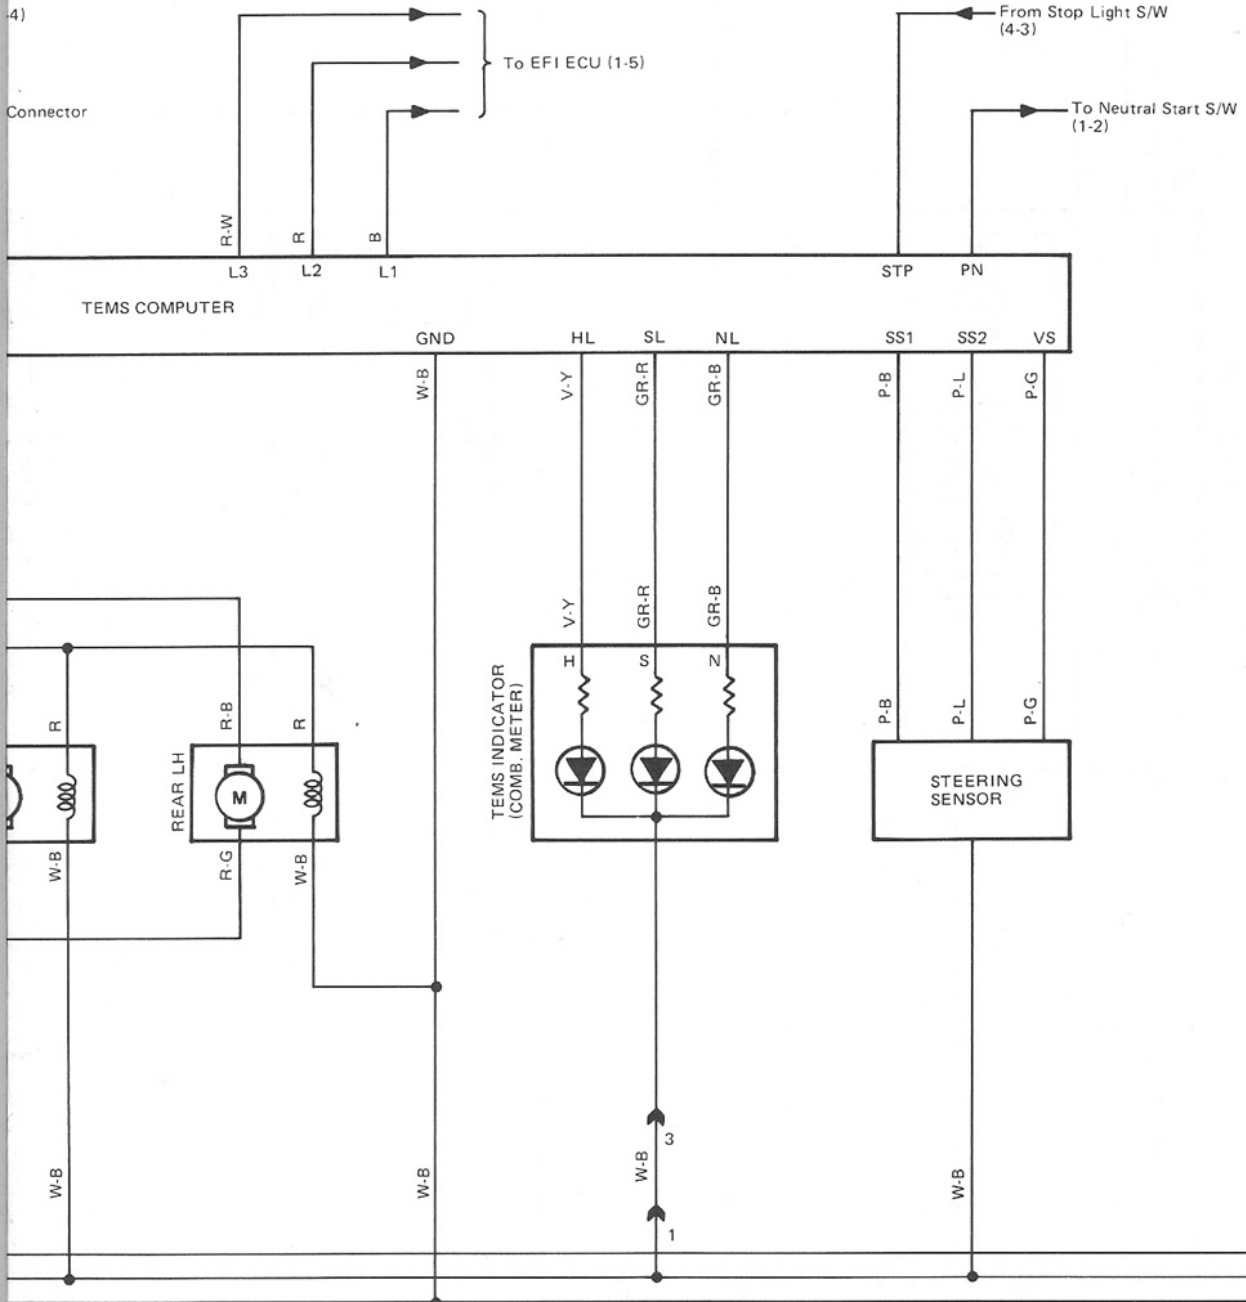 4)
From Stop Light S/W
(4-3)
To EFI ECU (1-5)
Connector
To Neutral Start S/W
(1-2)
R-W
R
B
L3
L2
L1
STP
PN
TEMS COMPUTER
GND
HL
SL
NL
SS1
SS2
VS
W-B
V-Y
GR-R
GR-B
P-B
P-L
P-G
V-Y
GR-R
GR-B
H
S
N
TEMS INDICATOR
(COMB. METER)
R
R-B
R
P-B
P-L
P-G
REAR LH
M
STEERING
SENSOR
W-B
R-G
W-B
3
W-B
W-B
W-B
W-B
1